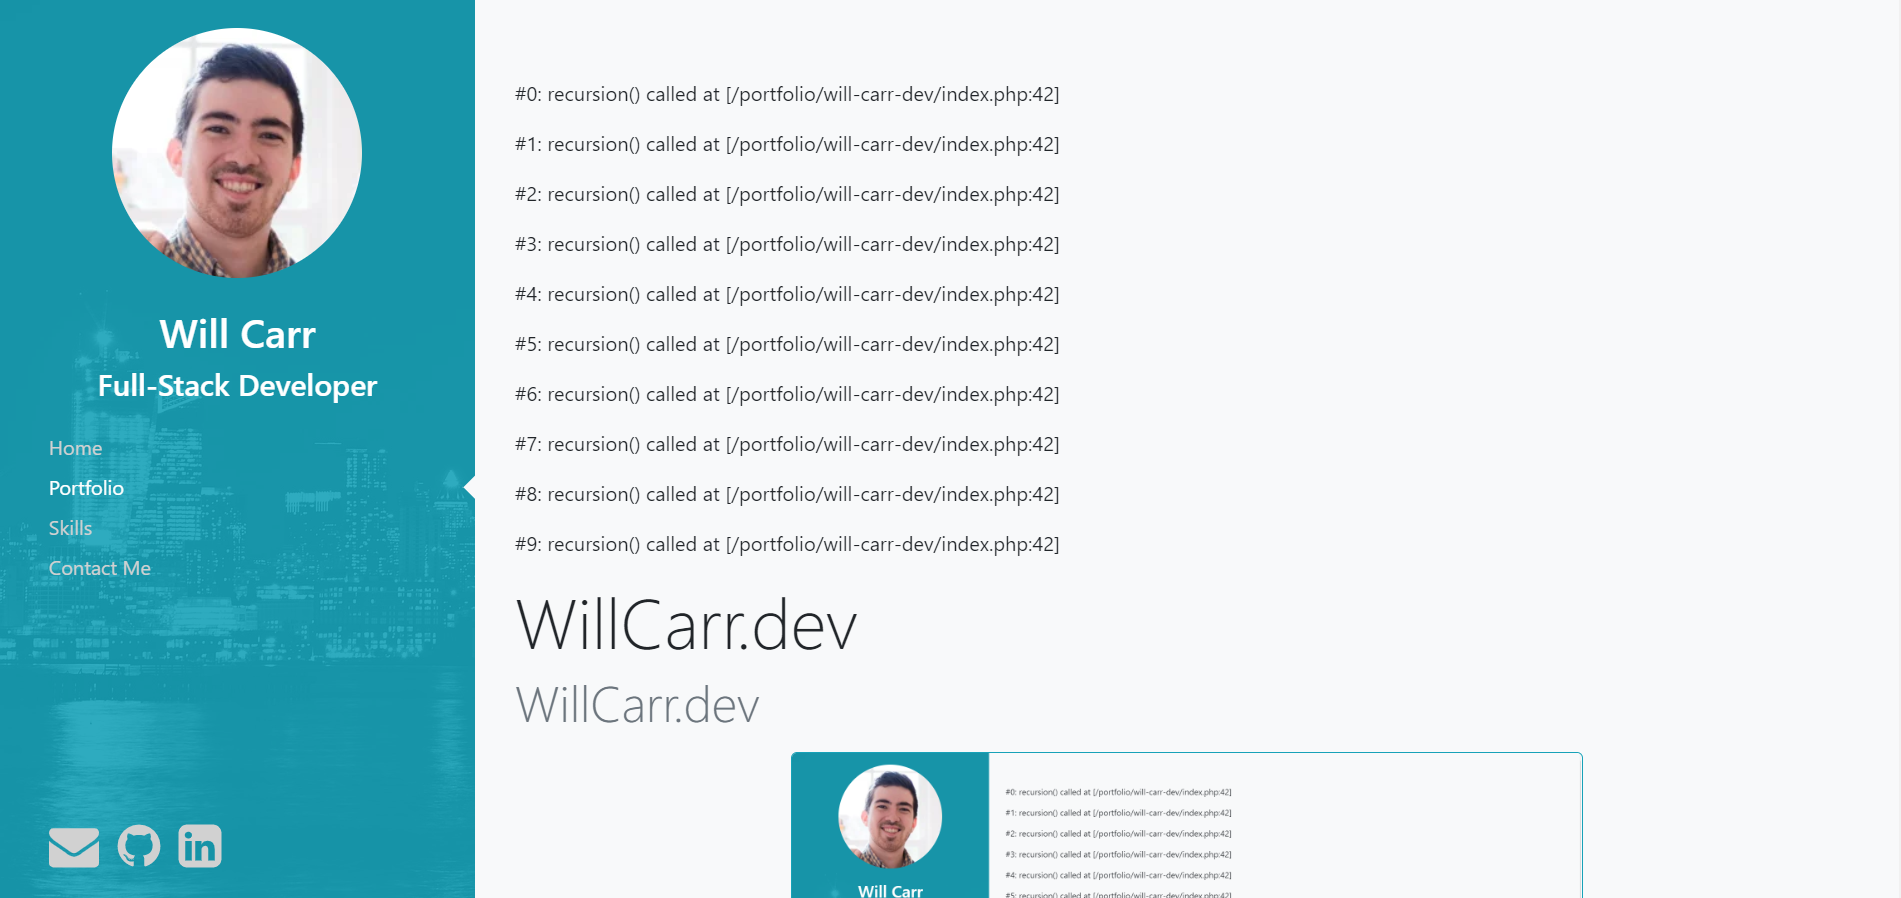 Will Carr
Full-Stack Developer
Home
Portfolio
Skills
Contact Me
in
#0: recursion() called at [/portfolio/will-carr-dev/index.php:42]
#1: recursion() called at [/portfolio/will-carr-dev/index.php:42]
#2: recursion() called at [/portfolio/will-carr-dev/index.php:42]
#3: recursion() called at [/portfolio/will-carr-dev/index.php:42]
#4: recursion() called at [/portfolio/will-carr-dev/index.php:42]
#5: recursion() called at [/portfolio/will-carr-dev/index.php:42]
#6: recursion() called at [/portfolio/will-carr-dev/index.php:42]
#7: recursion() called at [/portfolio/will-carr-dev/index.php:42]
#8: recursion() called at [/portfolio/will-carr-dev/index.php:42]
#9: recursion() called at [/portfolio/will-carr-dev/index.php:42]
WillCarr.dev
WillCarr.dev
Will Carr
#0: recursion() called at [/portfolio/will-carr-dev/index.php:42]
#1: recursion() called at [/portfolio/will-carr-dev/index.php:42]
#2: recursion() called at [/portfolio/will-carr-dev/index.php:42]
#3: recursion() called at [/portfolio/will-carr-dev/index.php:42]
#4: recursion() called at [/portfolio/will-carr-dev/index.php:42]
#5: recursion() called at [/portfolio/will-carr-dev/index.php:42]